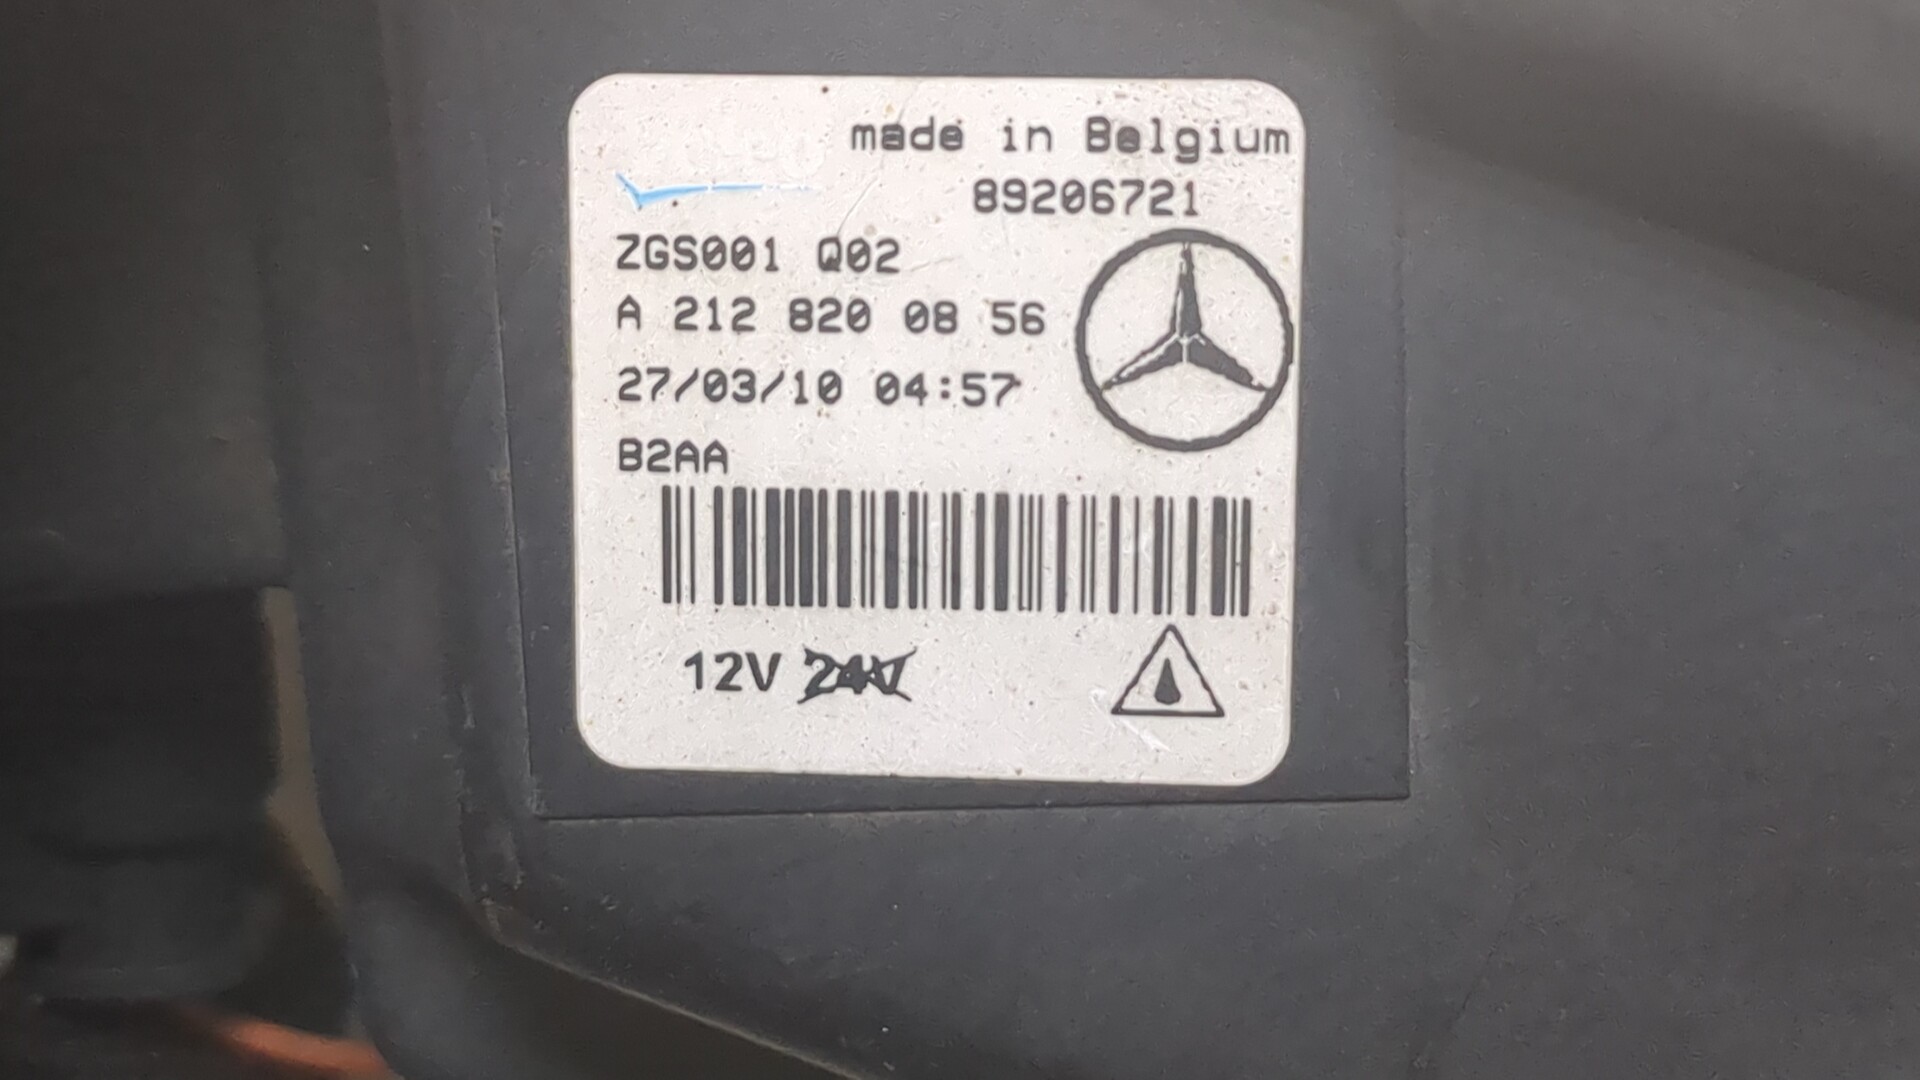 made in Belgium
89206721
ZGS001 Q02
A 212 820 08 56
27/03/10 04:57
B2AA
12V 24V